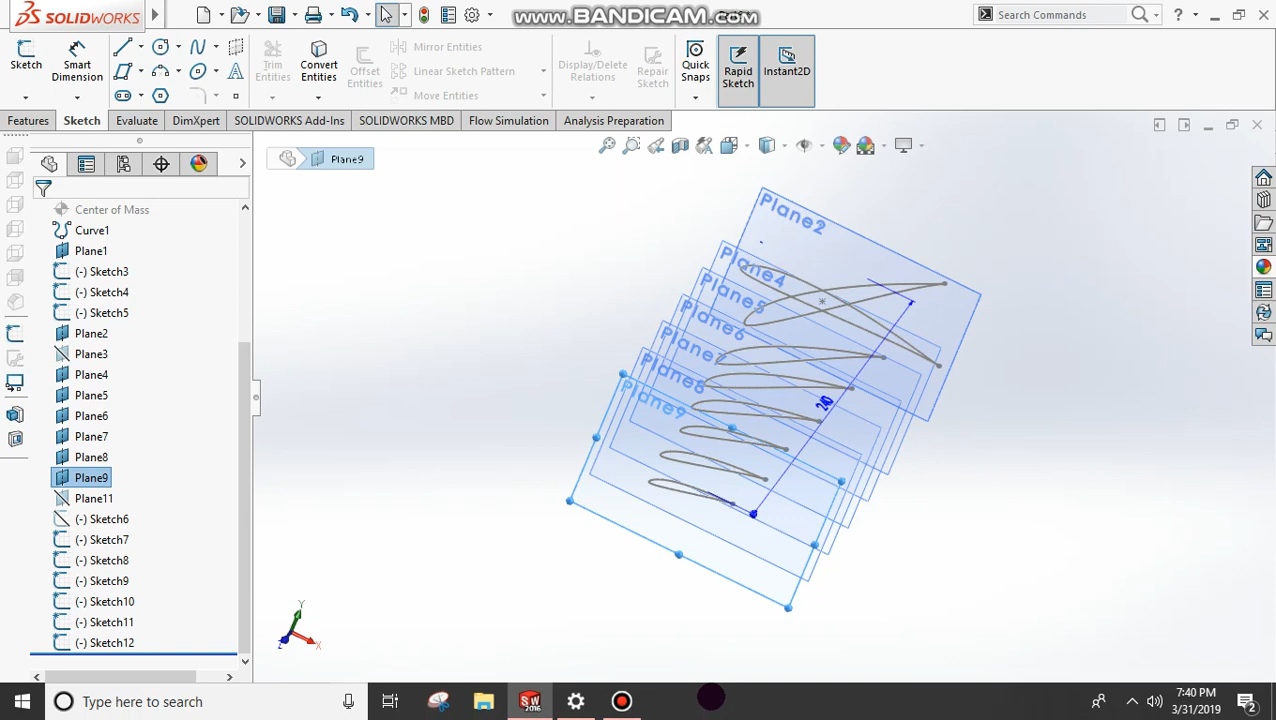 SOLIDWORKS
www.BANDICAM.com
Search Commands
Sketch
Smart Dimension
Trim Entities
Convert Entities
Offset Entities
Mirror Entities
Linear Sketch Pattern
Move Entities
Display/Delete Relations
Repair Sketch
Quick Snaps
Rapid Sketch
Instant2D
Features
Sketch
Evaluate
DimXpert
SOLIDWORKS Add-Ins
SOLIDWORKS MBD
Flow Simulation
Analysis Preparation
Plane9
Center of Mass
Curve1
Plane1
(-) Sketch3
(-) Sketch4
(-) Sketch5
Plane2
Plane3
Plane4
Plane5
Plane6
Plane7
Plane8
Plane9
Plane11
(-) Sketch6
(-) Sketch7
(-) Sketch8
(-) Sketch9
(-) Sketch10
(-) Sketch11
(-) Sketch12
Plane2
Plane4
Plane5
Plane6
Plane7
Plane8
Plane9
240
Y
X
Z
Type here to search
SW
2016
7:40 PM
3/31/2019
2